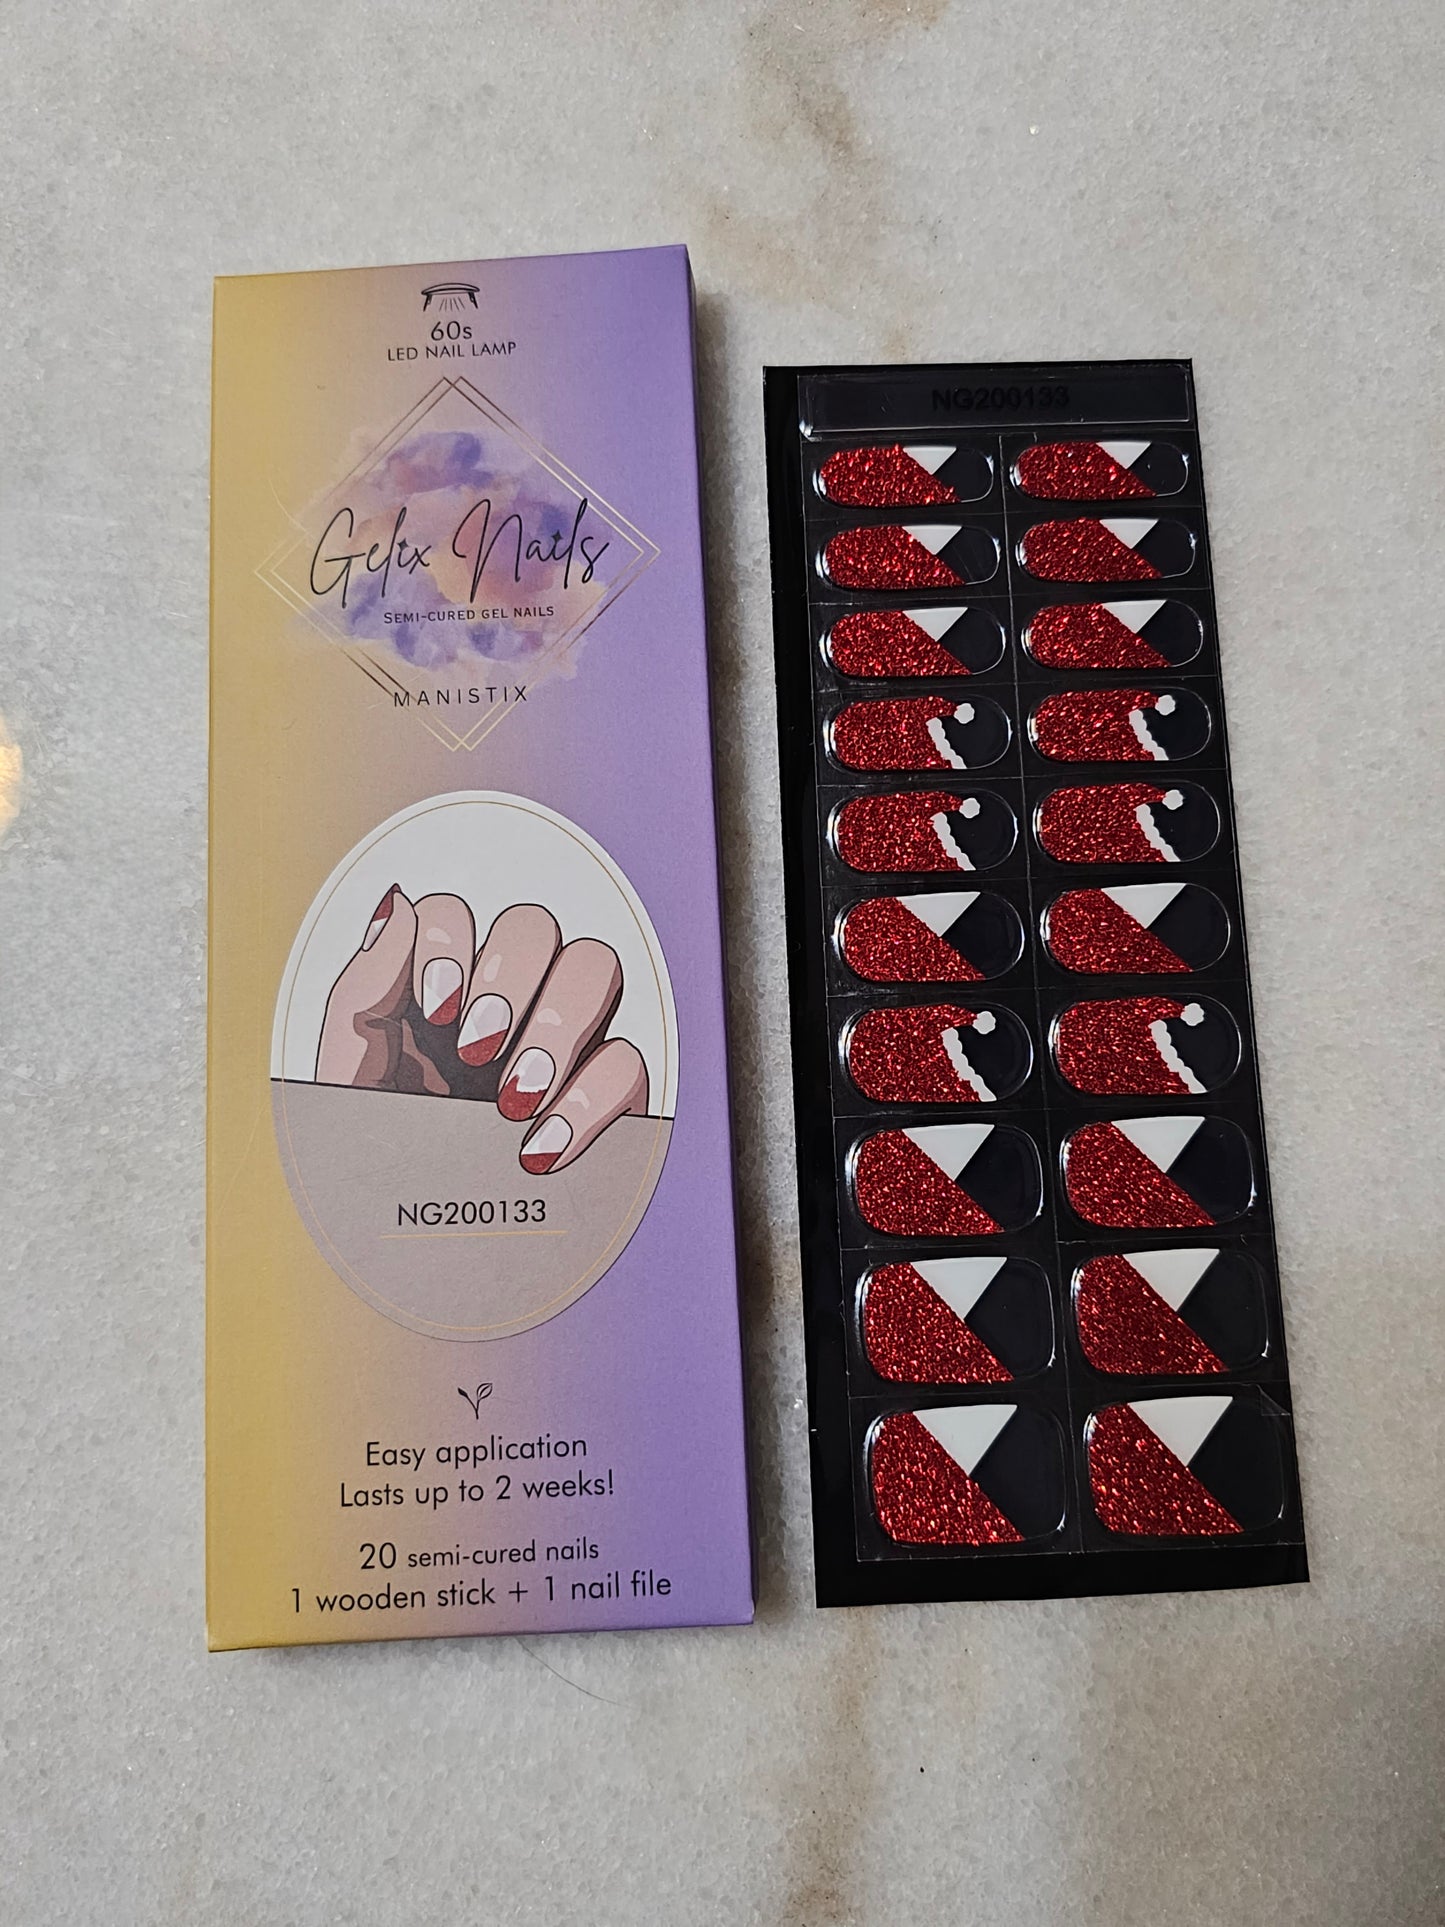 60s
LED NAIL LAMP
Gelix Nails
SEMI-CURED GEL NAILS
MANISTIX
NG200133
Easy application
Lasts up to 2 weeks!
20 semi-cured nails
1 wooden stick + 1 nail file
NG200133